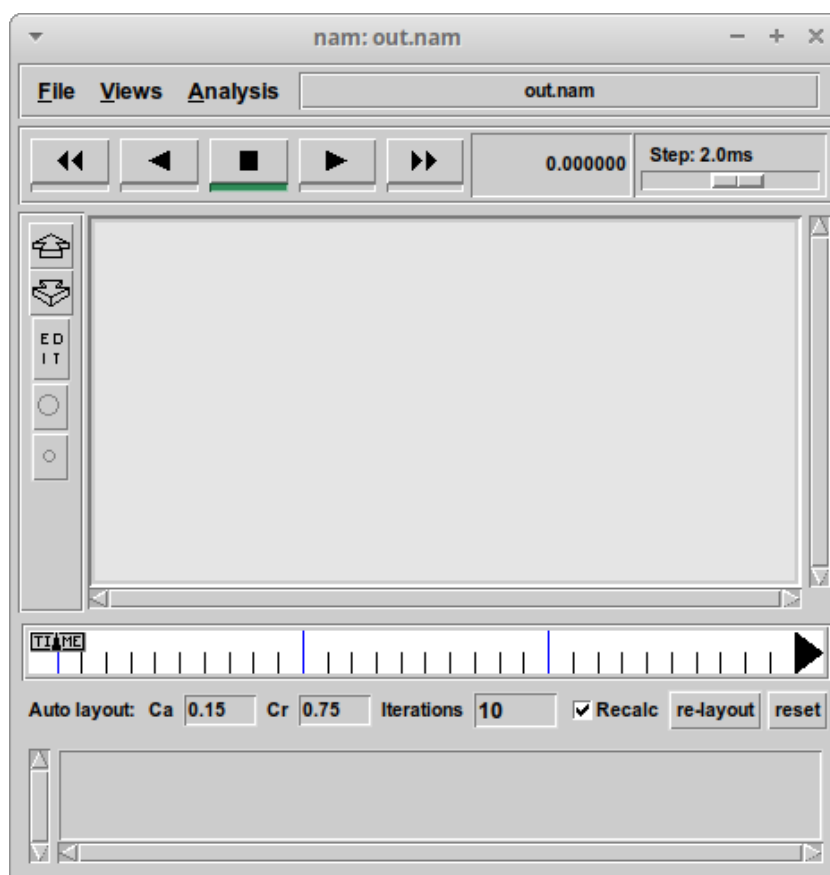 nam: out.nam
File Views Analysis out.nam
0.000000 Step: 2.0ms
E D
I T
TIME
Auto layout: Ca 0.15 Cr 0.75 Iterations 10 Recalc re-layout reset